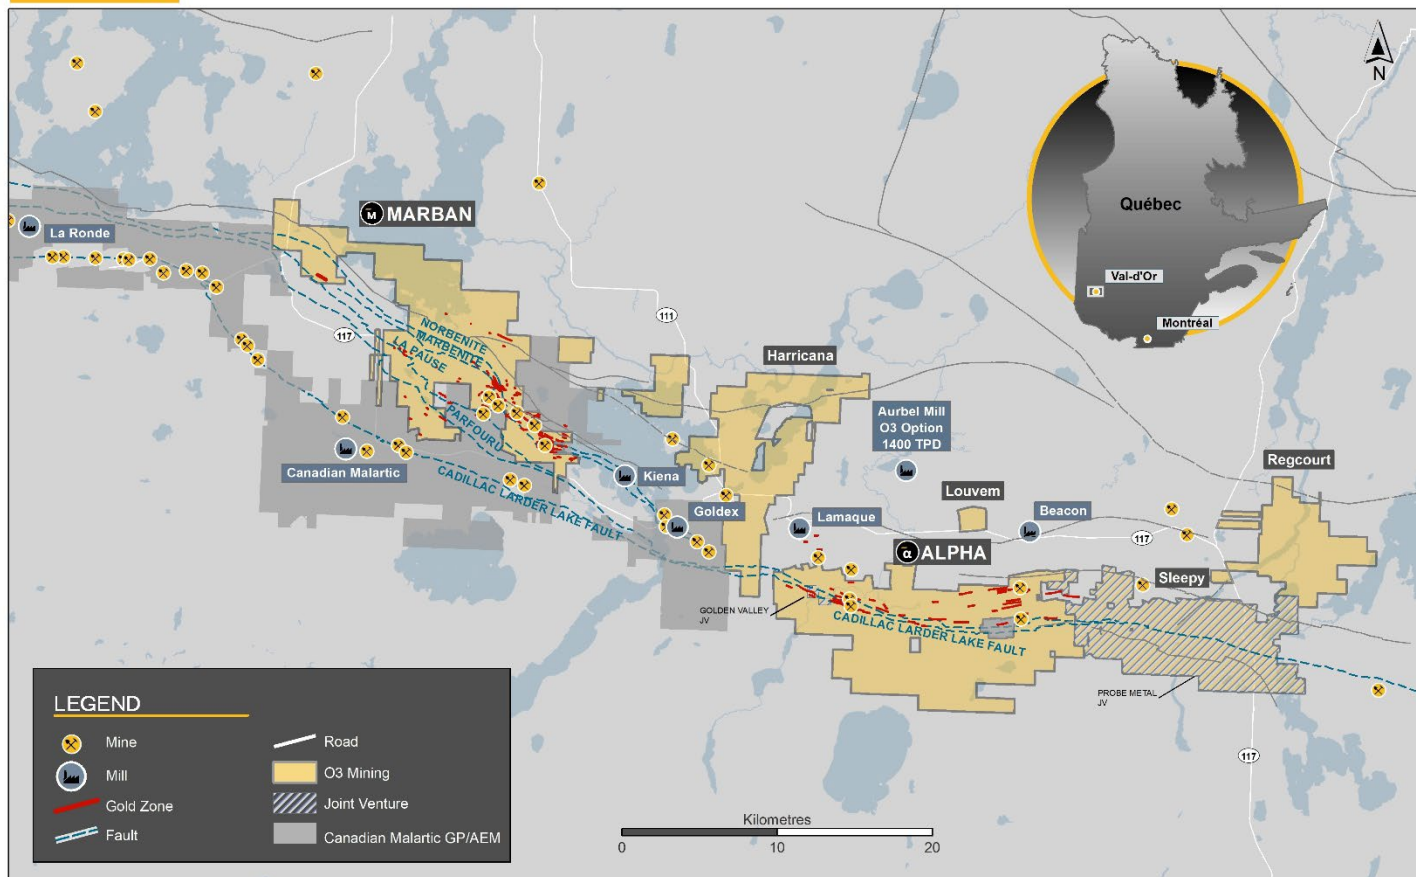 N
Québec
Val-d'Or
Montréal
M MARBAN
La Ronde
117
111
NORBENITE
MARBENITE
LA PAUSE
PARFOURU
Harricana
Aurbel Mill
O3 Option
1400 TPD
Canadian Malartic
CADILLAC LARDER LAKE FAULT
Kiena
Regcourt
Louvem
Goldex
Lamaque
Beacon
117
α ALPHA
Sleepy
GOLDEN VALLEY
JV
CADILLAC LARDER LAKE FAULT
PROBE METAL
JV
117
LEGEND
Mine
Mill
Gold Zone
Fault
Road
O3 Mining
Joint Venture
Canadian Malartic GP/AEM
Kilometres
0 10 20